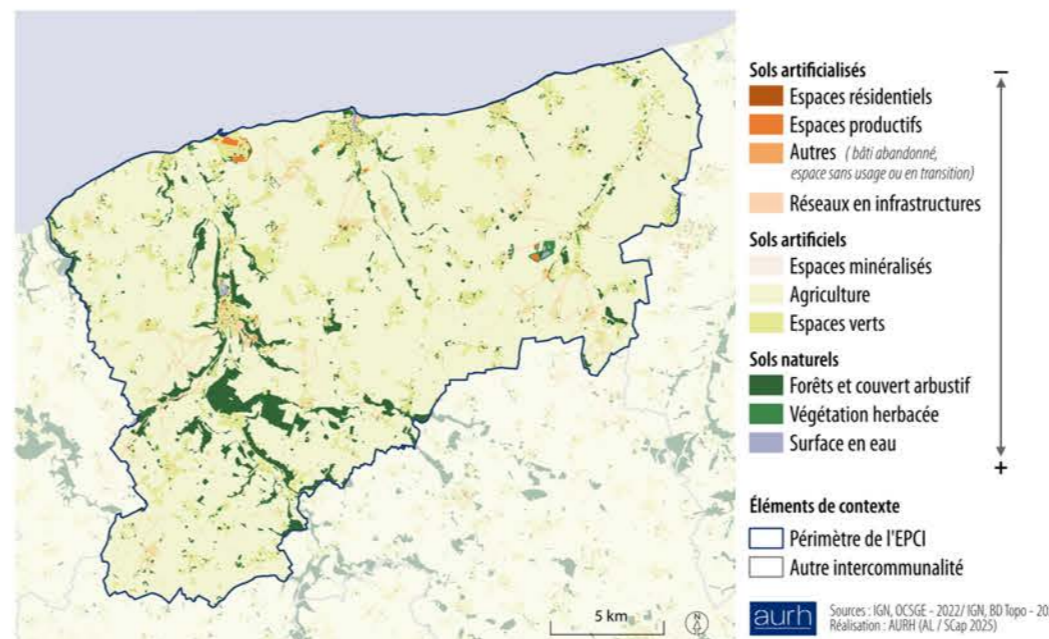 Sols artificialisés
–
Espaces résidentiels
Espaces productifs
Autres ( bâti abandonné,
espace sans usage ou en transition)
Réseaux en infrastructures
Sols artificiels
Espaces minéralisés
Agriculture
Espaces verts
Sols naturels
Forêts et couvert arbustif
Végétation herbacée
Surface en eau
+
Éléments de contexte
Périmètre de l'EPCI
Autre intercommunalité
5 km
N
aurh
Sources : IGN, OCSGE - 2022/ IGN, BD Topo - 20
Réalisation : AURH (AL / SCap 2025)